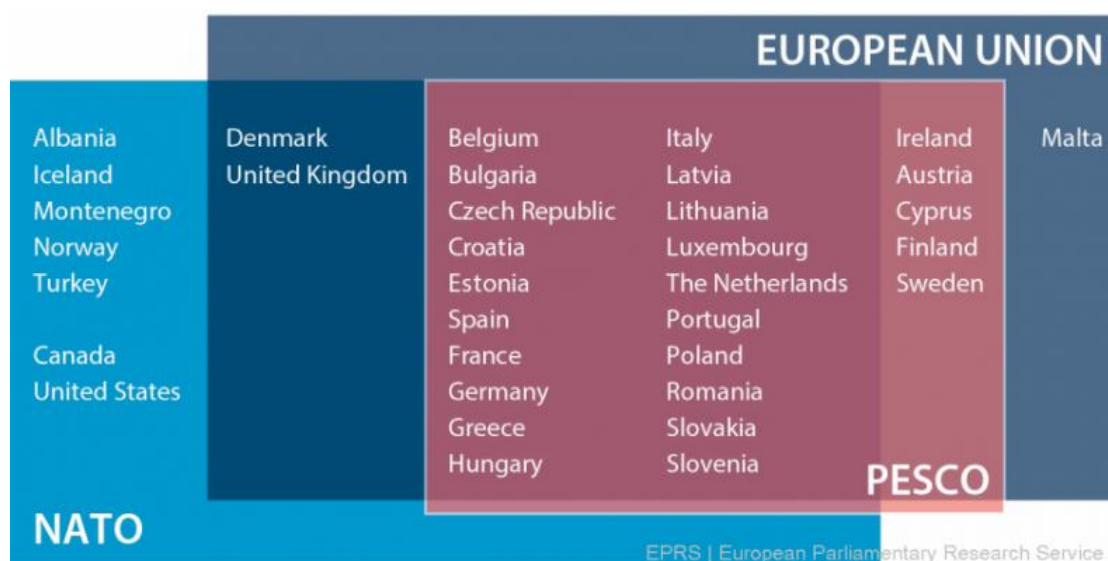 EUROPEAN UNION
Albania
Iceland
Montenegro
Norway
Turkey
Canada
United States
Denmark
United Kingdom
Belgium
Bulgaria
Czech Republic
Croatia
Estonia
Spain
France
Germany
Greece
Hungary
Italy
Latvia
Lithuania
Luxembourg
The Netherlands
Portugal
Poland
Romania
Slovakia
Slovenia
Ireland
Austria
Cyprus
Finland
Sweden
Malta
PESCO
NATO
EPRS | European Parliamentary Research Service